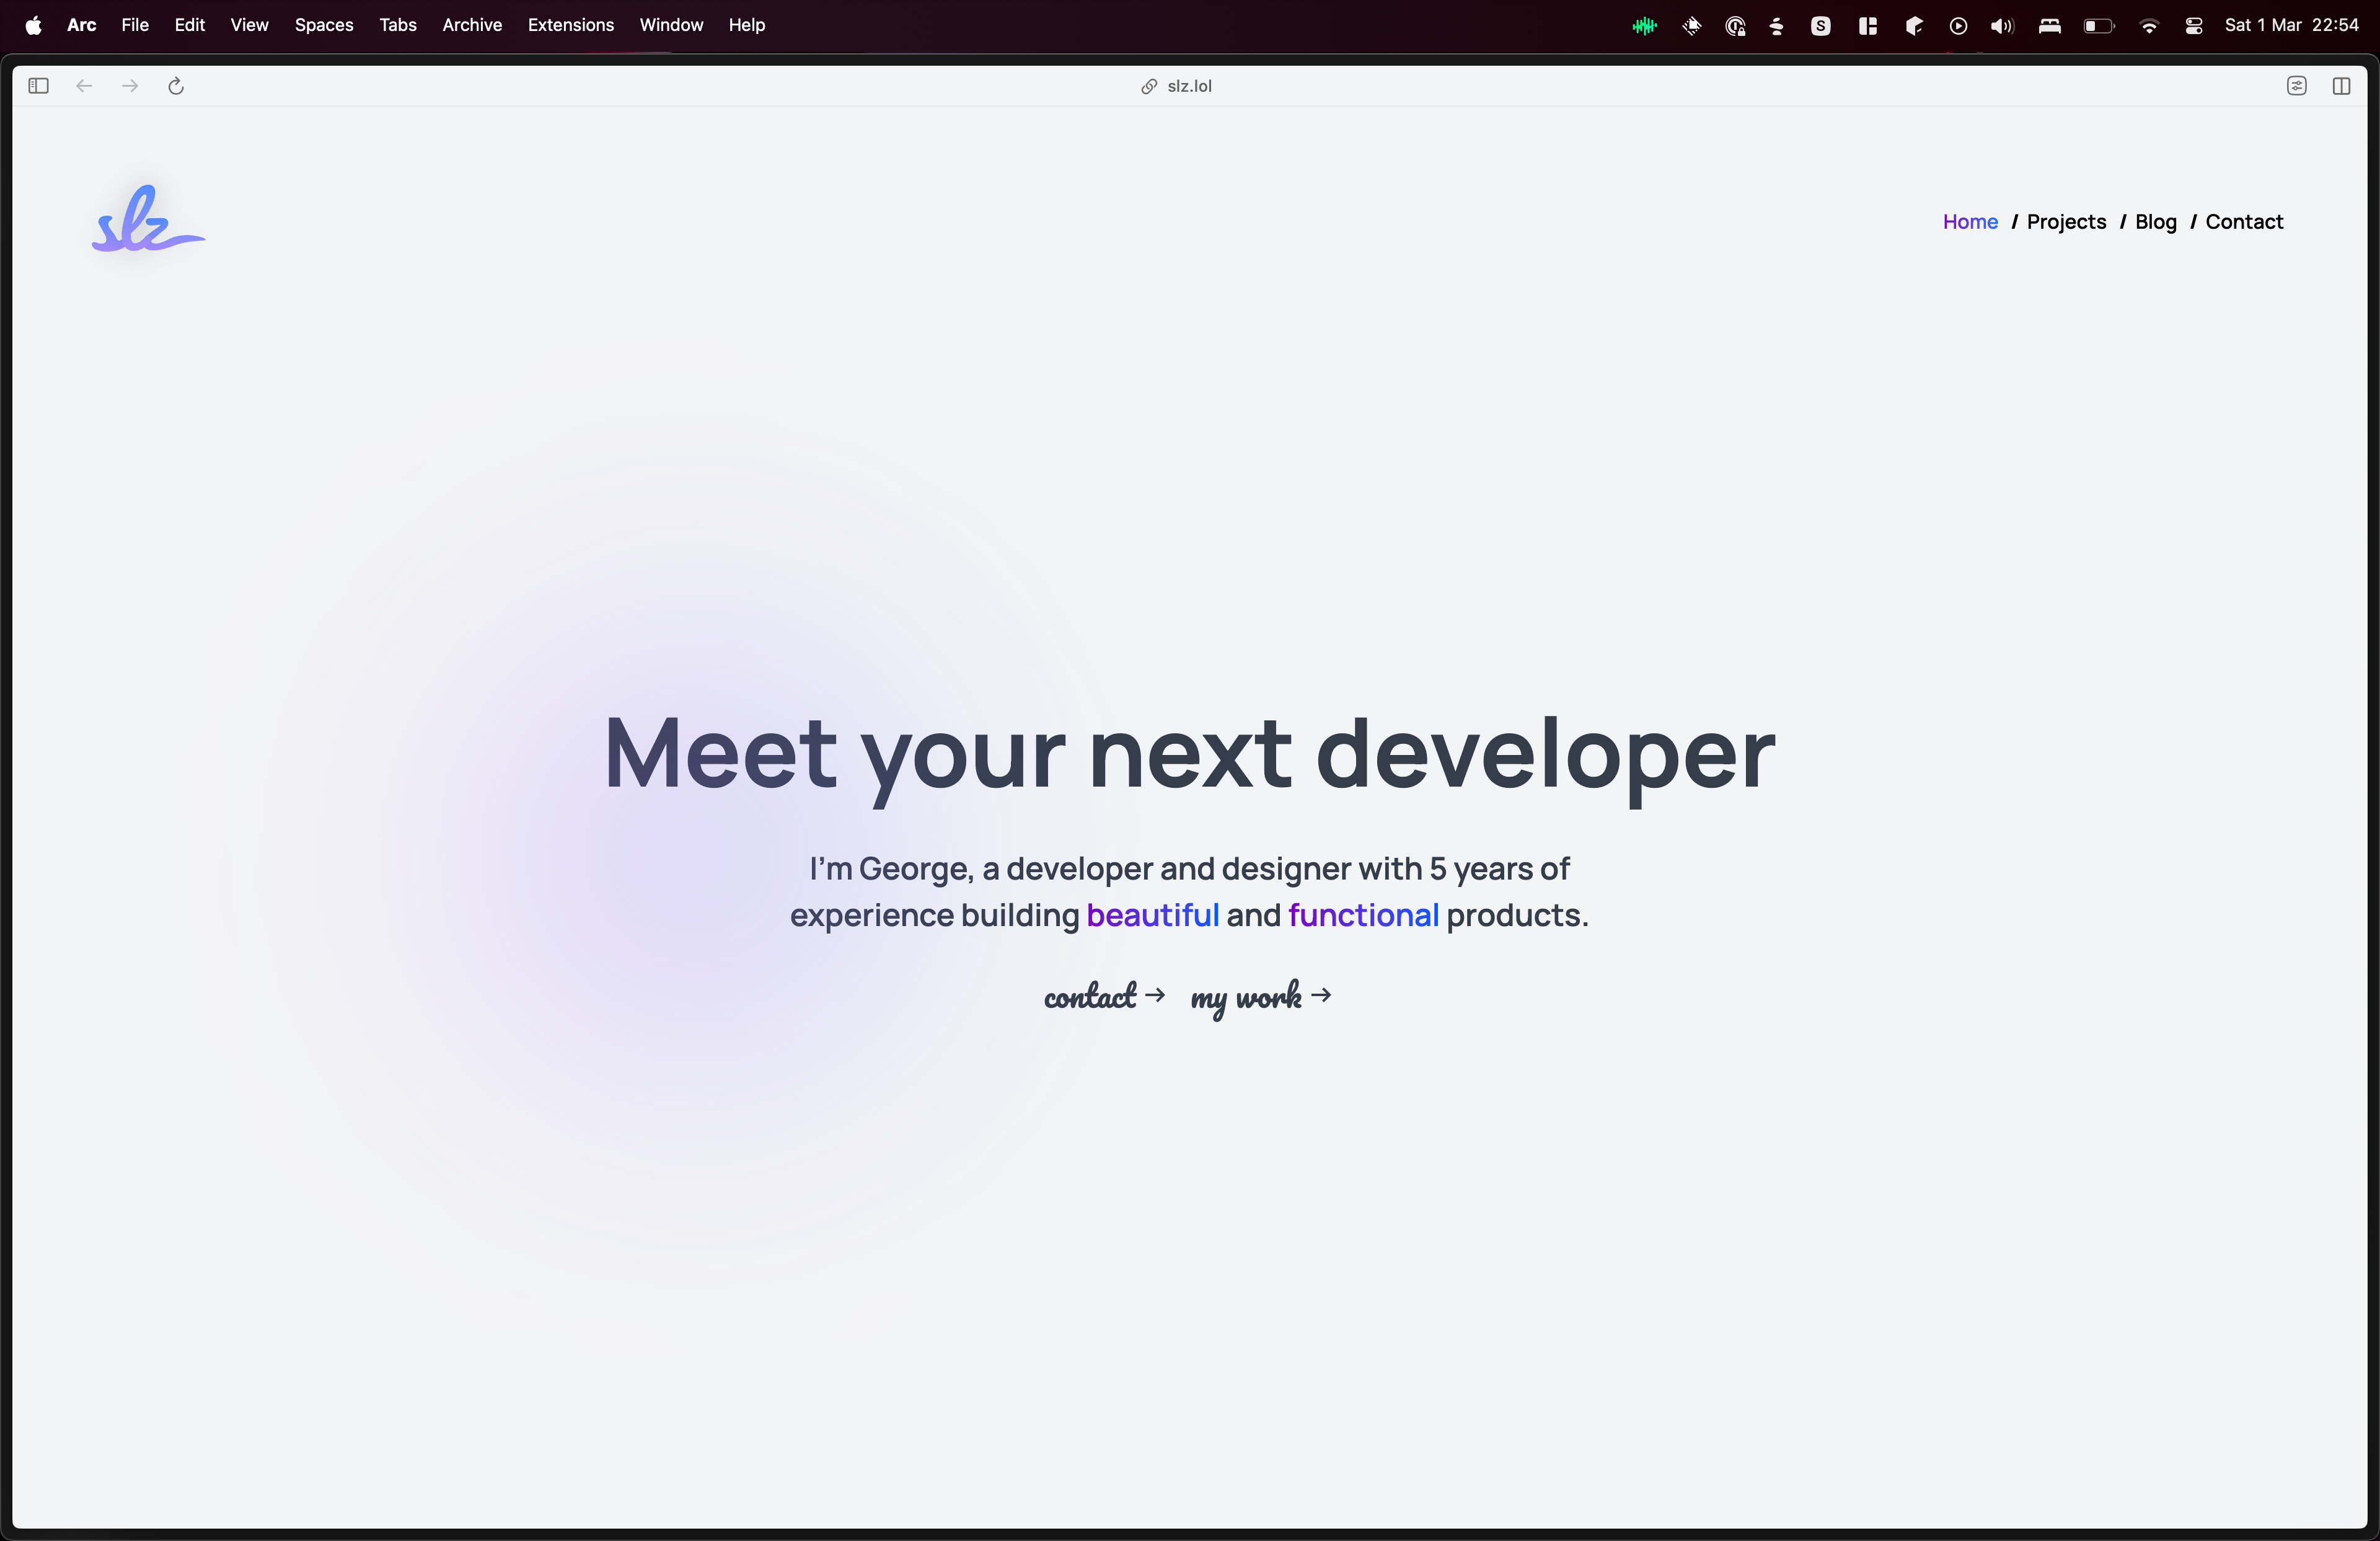 Arc File Edit View Spaces Tabs Archive Extensions Window Help S Sat 1 Mar 22:54
slz.lol
slz
Home / Projects / Blog / Contact
Meet your next developer
I'm George, a developer and designer with 5 years of
experience building beautiful and functional products.
contact → my work →